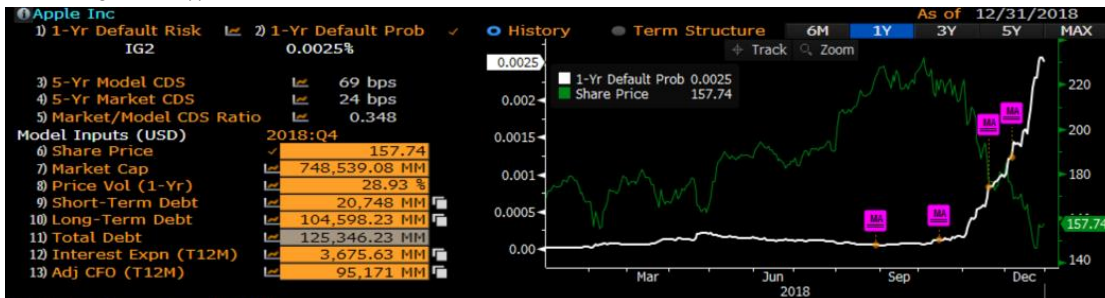 Apple Inc
As of 12/31/2018
1) 1-Yr Default Risk 2) 1-Yr Default Prob
IG2 0.0025%
History Term Structure 6M 1Y 3Y 5Y MAX
Track Zoom
3) 5-Yr Model CDS 69 bps
4) 5-Yr Market CDS 24 bps
5) Market/Model CDS Ratio 0.348
Model Inputs (USD) 2018:Q4
6) Share Price 157.74
7) Market Cap 748,539.08 MM
8) Price Vol (1-Yr) 28.93 %
9) Short-Term Debt 20,748 MM
10) Long-Term Debt 104,598.23 MM
11) Total Debt 125,346.23 MM
12) Interest Expn (T12M) 3,675.63 MM
13) Adj CFO (T12M) 95,171 MM
1-Yr Default Prob 0.0025
Share Price 157.74
0.0025
0.002
0.0015
0.001
0.0005
0.00
MA
MA
MA
MA
220
200
180
157.74
140
Mar Jun Sep Dec
2018